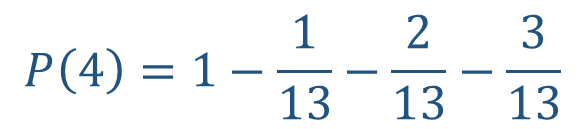 P(4) = 1 − 1/13 − 2/13 − 3/13